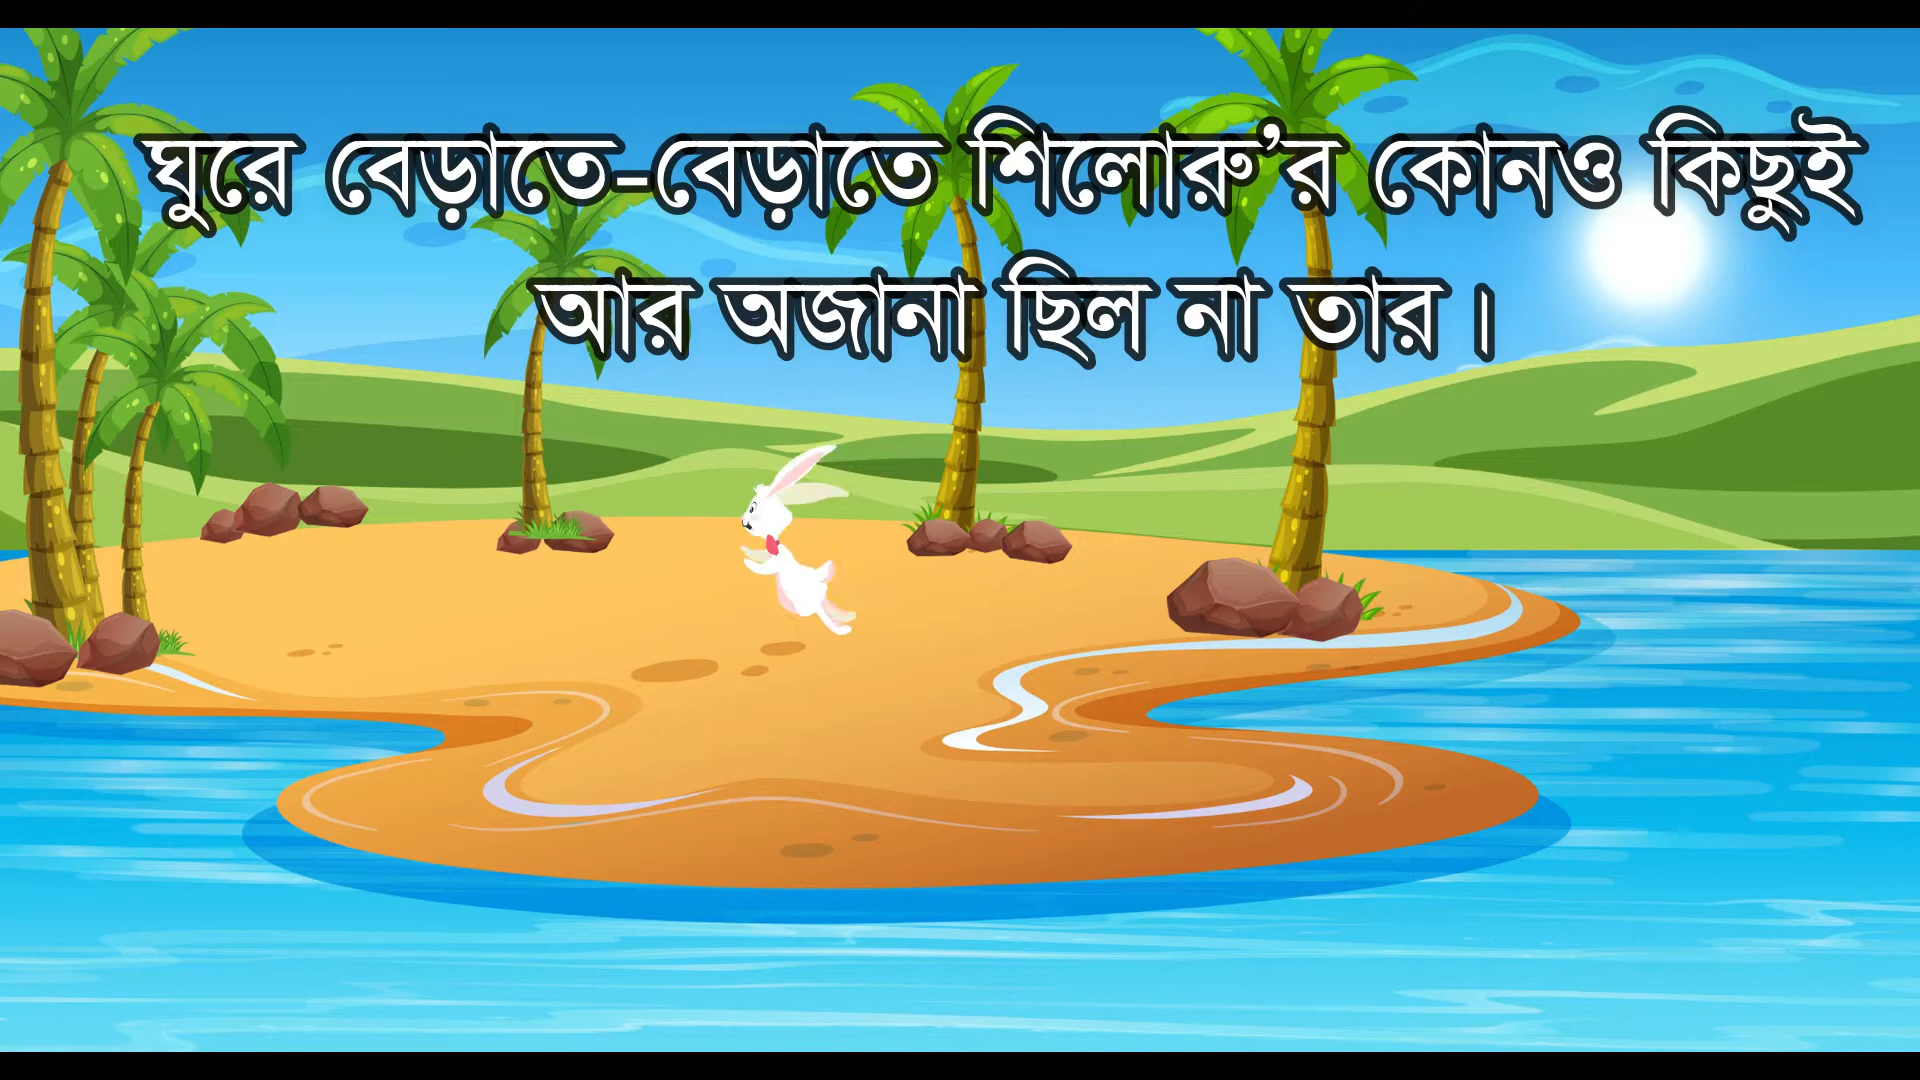 ঘুরে বেড়াতে-বেড়াতে শিলোরু’র কোনও কিছুই
আর অজানা ছিল না তার।